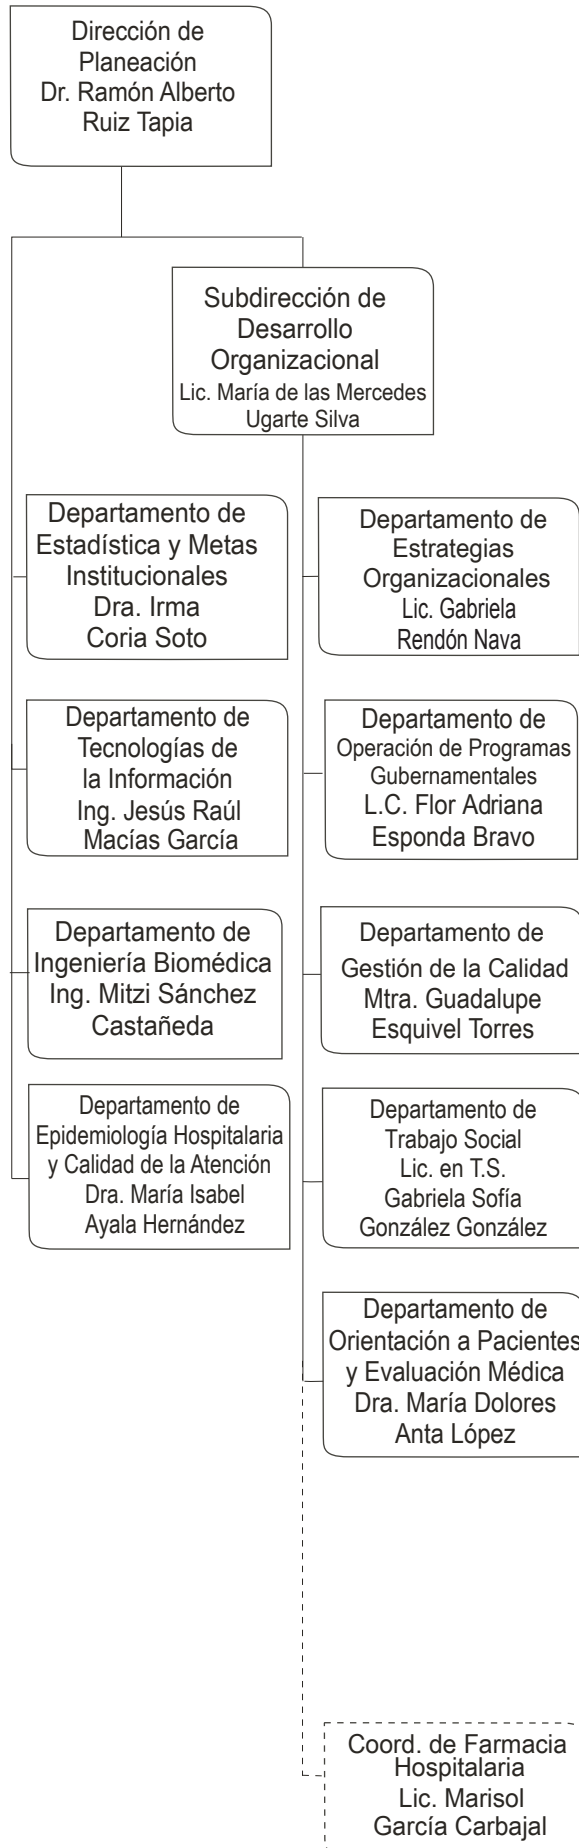 Dirección de
Planeación
Dr. Ramón Alberto
Ruiz Tapia
Subdirección de
Desarrollo
Organizacional
Lic. María de las Mercedes
Ugarte Silva
Departamento de
Estadística y Metas
Institucionales
Dra. Irma
Coria Soto
Departamento de
Tecnologías de
la Información
Ing. Jesús Raúl
Macías García
Departamento de
Ingeniería Biomédica
Ing. Mitzi Sánchez
Castañeda
Departamento de
Epidemiología Hospitalaria
y Calidad de la Atención
Dra. María Isabel
Ayala Hernández
Departamento de
Estrategias
Organizacionales
Lic. Gabriela
Rendón Nava
Departamento de
Operación de Programas
Gubernamentales
L.C. Flor Adriana
Esponda Bravo
Departamento de
Gestión de la Calidad
Mtra. Guadalupe
Esquivel Torres
Departamento de
Trabajo Social
Lic. en T.S.
Gabriela Sofía
González González
Departamento de
Orientación a Pacientes
y Evaluación Médica
Dra. María Dolores
Anta López
Coord. de Farmacia
Hospitalaria
Lic. Marisol
García Carbajal